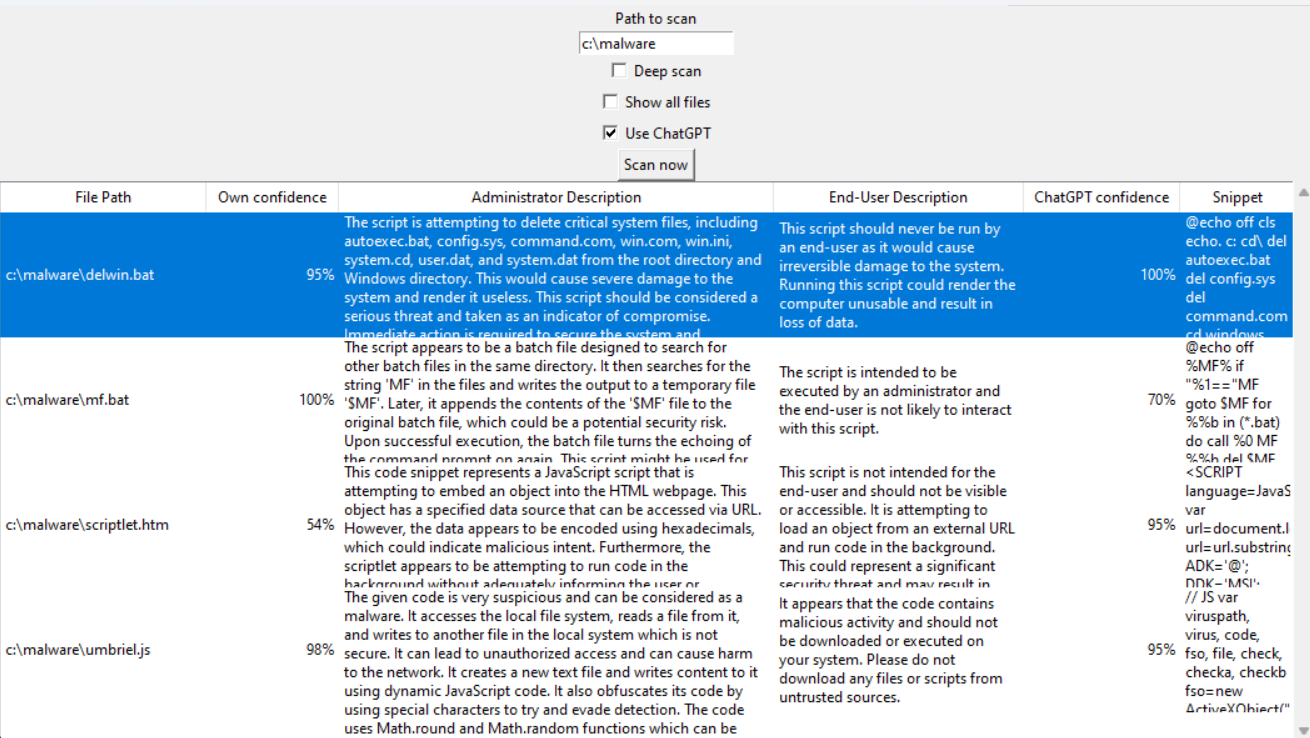 Path to scan
c:\malware
Deep scan
Show all files
Use ChatGPT
Scan now
File Path
Own confidence
Administrator Description
End-User Description
ChatGPT confidence
Snippet
c:\malware\delwin.bat
95%
The script is attempting to delete critical system files, including
autoexec.bat, config.sys, command.com, win.com, win.ini,
system.cd, user.dat, and system.dat from the root directory and
Windows directory. This would cause severe damage to the
system and render it useless. This script should be considered a
serious threat and taken as an indicator of compromise.
Immediate action is required to secure the system and
This script should never be run by
an end-user as it would cause
irreversible damage to the system.
Running this script could render the
computer unusable and result in
loss of data.
100%
@echo off cls
echo. c: cd\ del
autoexec.bat
del config.sys
del
command.com
cd windows
c:\malware\mf.bat
100%
The script appears to be a batch file designed to search for
other batch files in the same directory. It then searches for the
string 'MF' in the files and writes the output to a temporary file
'$MF'. Later, it appends the contents of the '$MF' file to the
original batch file, which could be a potential security risk.
Upon successful execution, the batch file turns the echoing of
the command prompt on again. This script might be used for
The script is intended to be
executed by an administrator and
the end-user is not likely to interact
with this script.
70%
@echo off
%MF% if
"%1=="MF
goto $MF for
%%b in (*.bat)
do call %0 MF
%%b del $MF
c:\malware\scriptlet.htm
54%
This code snippet represents a JavaScript script that is
attempting to embed an object into the HTML webpage. This
object has a specified data source that can be accessed via URL.
However, the data appears to be encoded using hexadecimals,
which could indicate malicious intent. Furthermore, the
scriptlet appears to be attempting to run code in the
background without adequately informing the user or
This script is not intended for the
end-user and should not be visible
or accessible. It is attempting to
load an object from an external URL
and run code in the background.
This could represent a significant
security threat and may result in
95%
<SCRIPT
language=JavaS
var
url=document.l
url=url.substring
ADK='@';
DDK='MSI':
c:\malware\umbriel.js
98%
The given code is very suspicious and can be considered as a
malware. It accesses the local file system, reads a file from it,
and writes to another file in the local system which is not
secure. It can lead to unauthorized access and can cause harm
to the network. It creates a new text file and writes content to it
using dynamic JavaScript code. It also obfuscates its code by
using special characters to try and evade detection. The code
uses Math.round and Math.random functions which can be
It appears that the code contains
malicious activity and should not
be downloaded or executed on
your system. Please do not
download any files or scripts from
untrusted sources.
95%
// JS var
viruspath,
virus, code,
fso, file, check,
checka, checkb
fso=new
ActiveXObject("